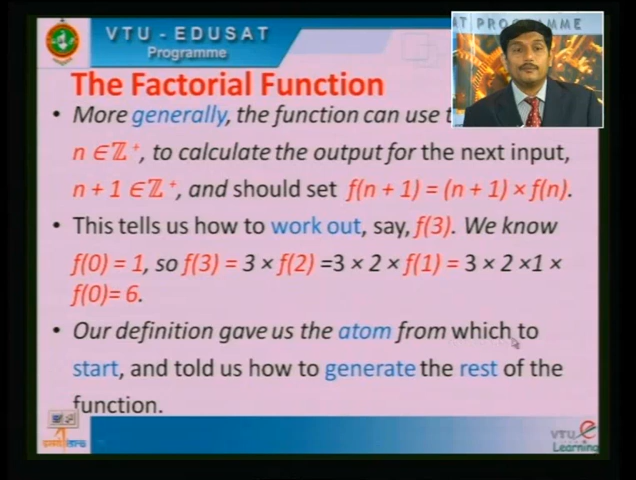 VTU - EDUSAT
Programme
AT PROGRAMME
The Factorial Function
• More generally, the function can use
n ∈ℤ⁺, to calculate the output for the next input,
n + 1 ∈ℤ⁺, and should set f(n + 1) = (n + 1) × f(n).
• This tells us how to work out, say, f(3). We know
f(0) = 1, so f(3) = 3 × f(2) =3 × 2 × f(1) = 3 × 2 ×1 ×
f(0)= 6.
• Our definition gave us the atom from which to
start, and told us how to generate the rest of the
function.
VTU e
Learning